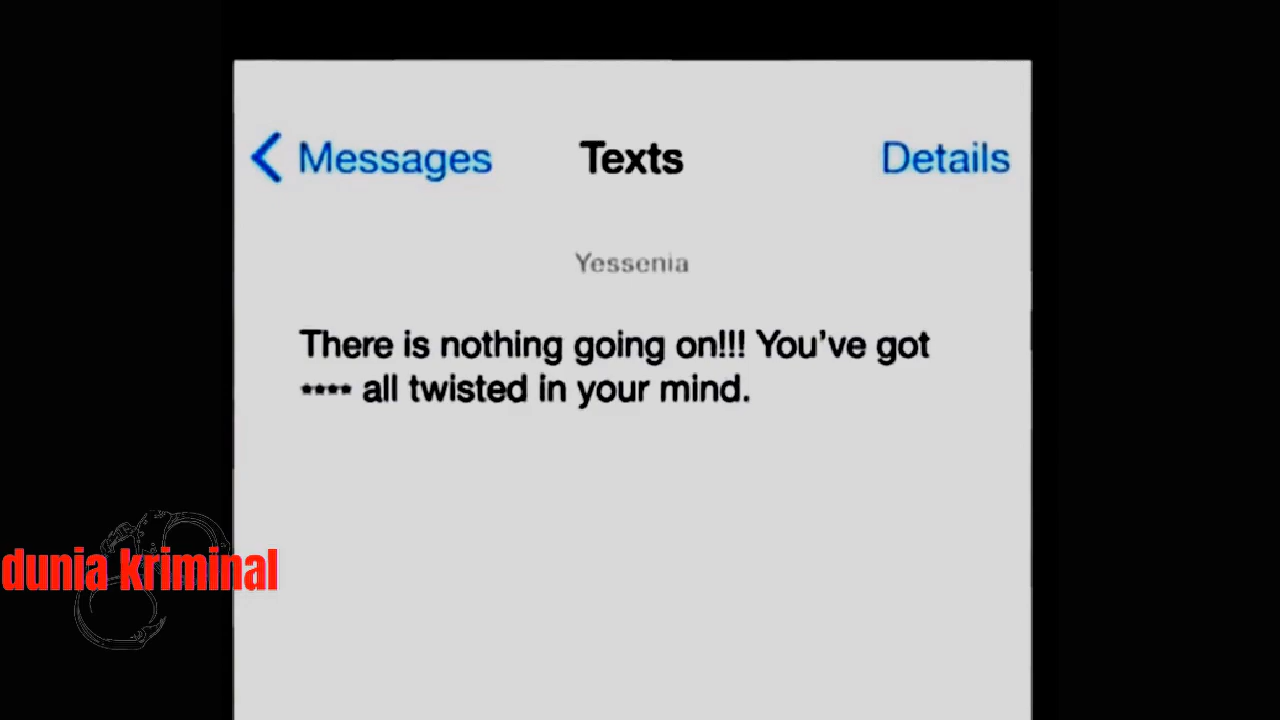 Messages Texts Details
Yessenia
There is nothing going on!!! You've got
**** all twisted in your mind.
dunia kriminal